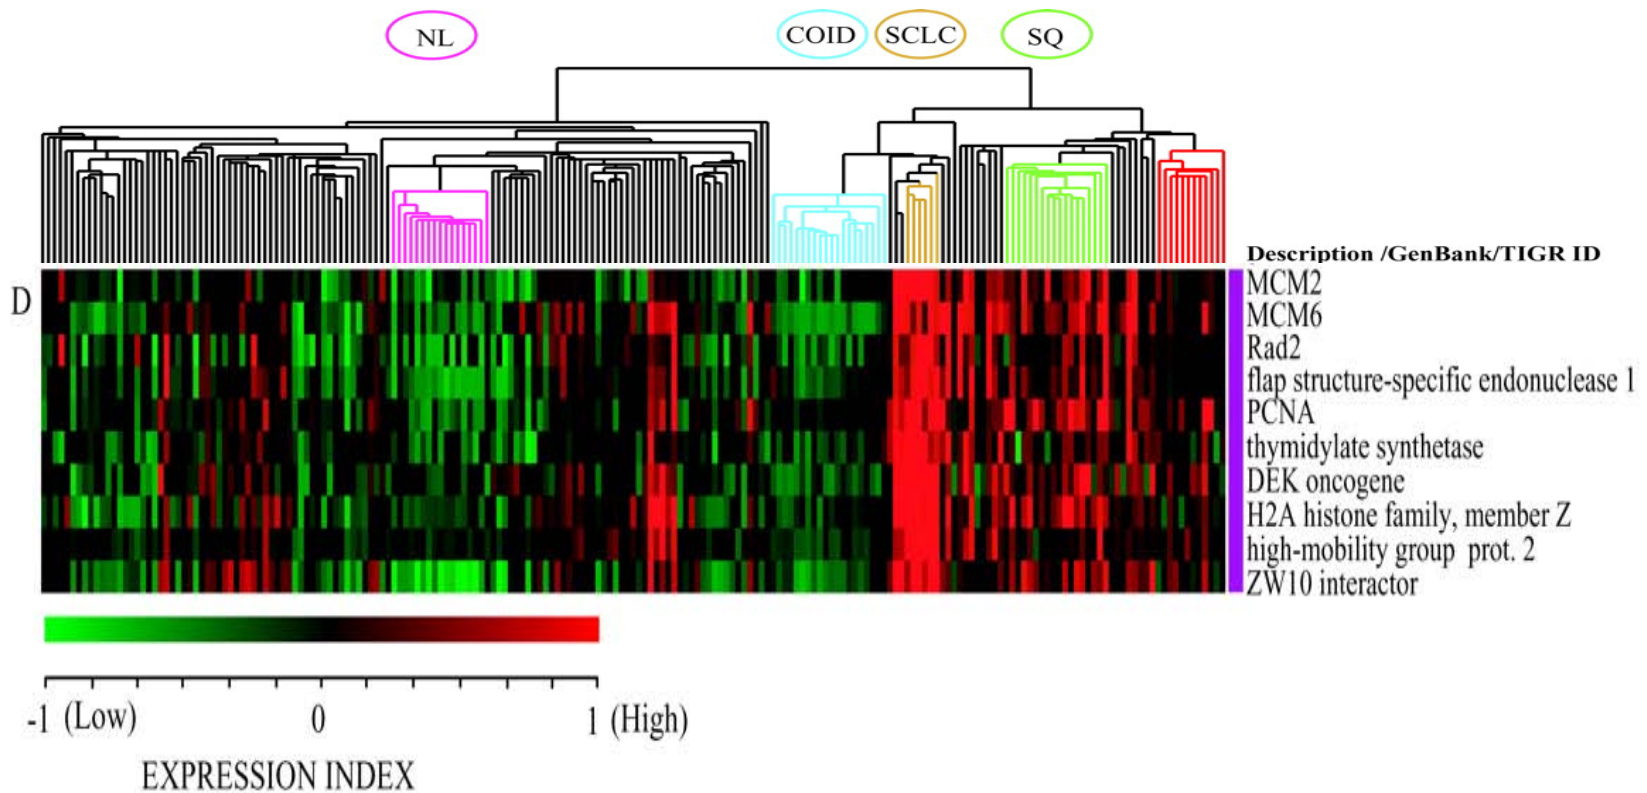 NL COID SCLC SQ
Description /GenBank/TIGR ID
D
MCM2
MCM6
Rad2
flap structure-specific endonuclease 1
PCNA
thymidylate synthetase
DEK oncogene
H2A histone family, member Z
high-mobility group prot. 2
ZW10 interactor
-1 (Low) 0 1 (High)
EXPRESSION INDEX